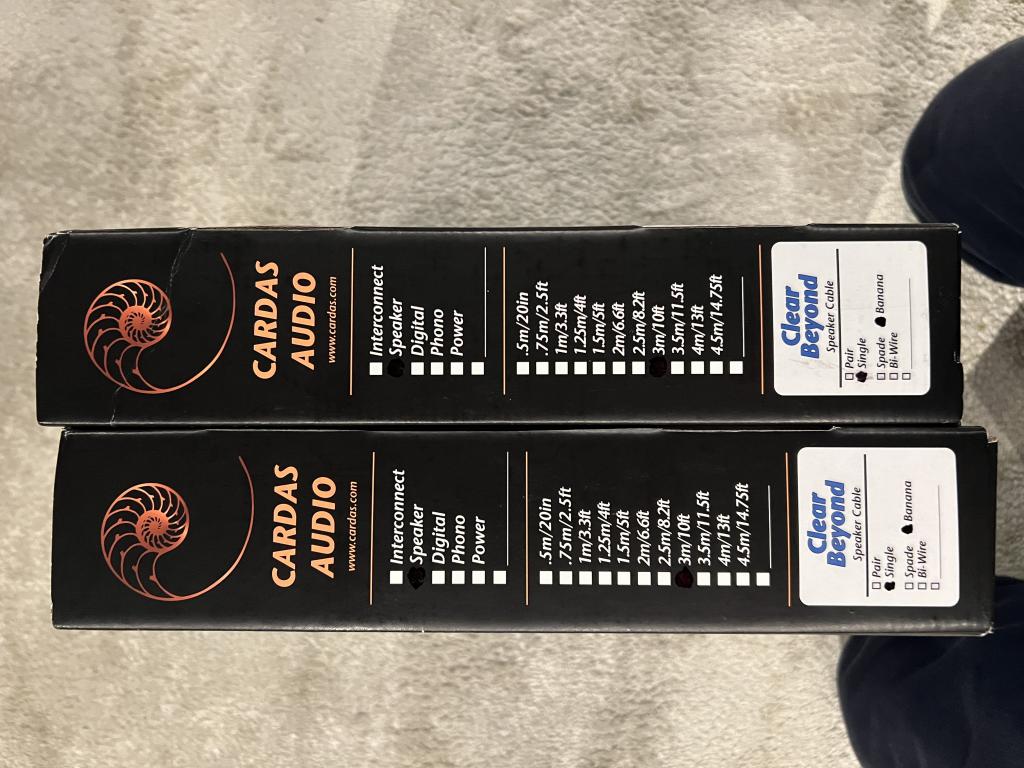 CARDAS
AUDIO
www.cardas.com
Interconnect
Speaker
Digital
Phono
Power
.5m/20in
.75m/2.5ft
1m/3.3ft
1.25m/4ft
1.5m/5ft
2m/6.6ft
2.5m/8.2ft
3m/10ft
3.5m/11.5ft
4m/13ft
4.5m/14.75ft
Clear
Beyond
Speaker Cable
Pair
Single
Spade Banana
Bi-Wire
CARDAS
AUDIO
www.cardas.com
Interconnect
Speaker
Digital
Phono
Power
.5m/20in
.75m/2.5ft
1m/3.3ft
1.25m/4ft
1.5m/5ft
2m/6.6ft
2.5m/8.2ft
3m/10ft
3.5m/11.5ft
4m/13ft
4.5m/14.75ft
Clear
Beyond
Speaker Cable
Pair
Single
Spade Banana
Bi-Wire